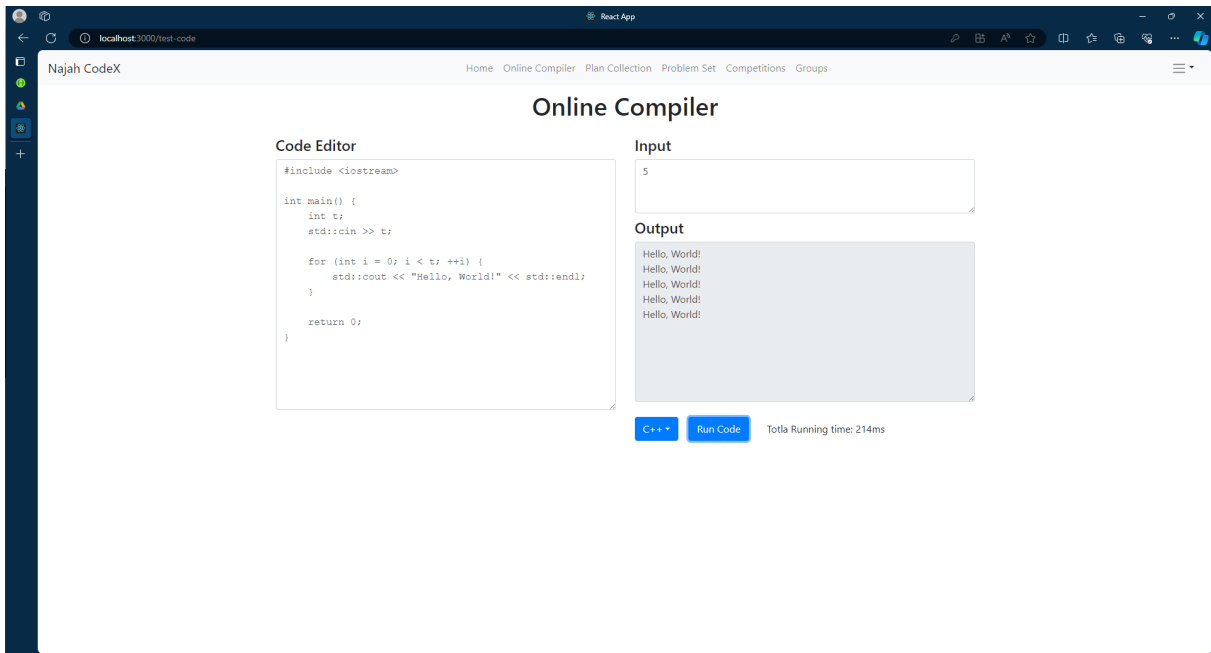 React App
localhost:3000/test-code
Najah CodeX
Home Online Compiler Plan Collection Problem Set Competitions Groups
Online Compiler
Code Editor
#include <iostream>
int main() {
    int t;
    std::cin >> t;
    for (int i = 0; i < t; ++i) {
        std::cout << "Hello, World!" << std::endl;
    }
    return 0;
}
Input
5
Output
Hello, World!
Hello, World!
Hello, World!
Hello, World!
Hello, World!
C++ Run Code Totla Running time: 214ms